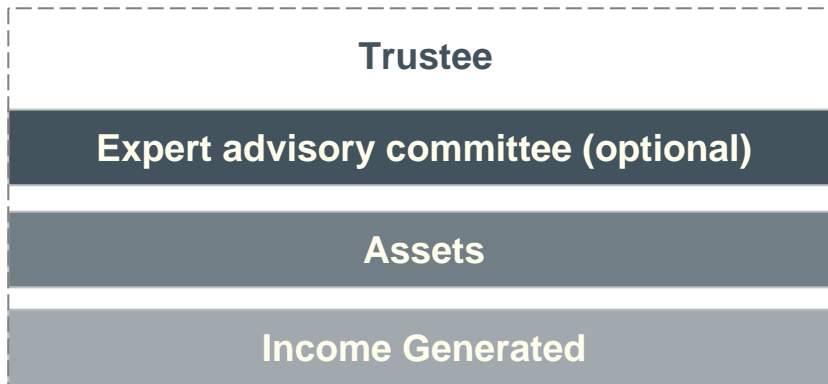 Trustee
Expert advisory committee (optional)
Assets
Income Generated